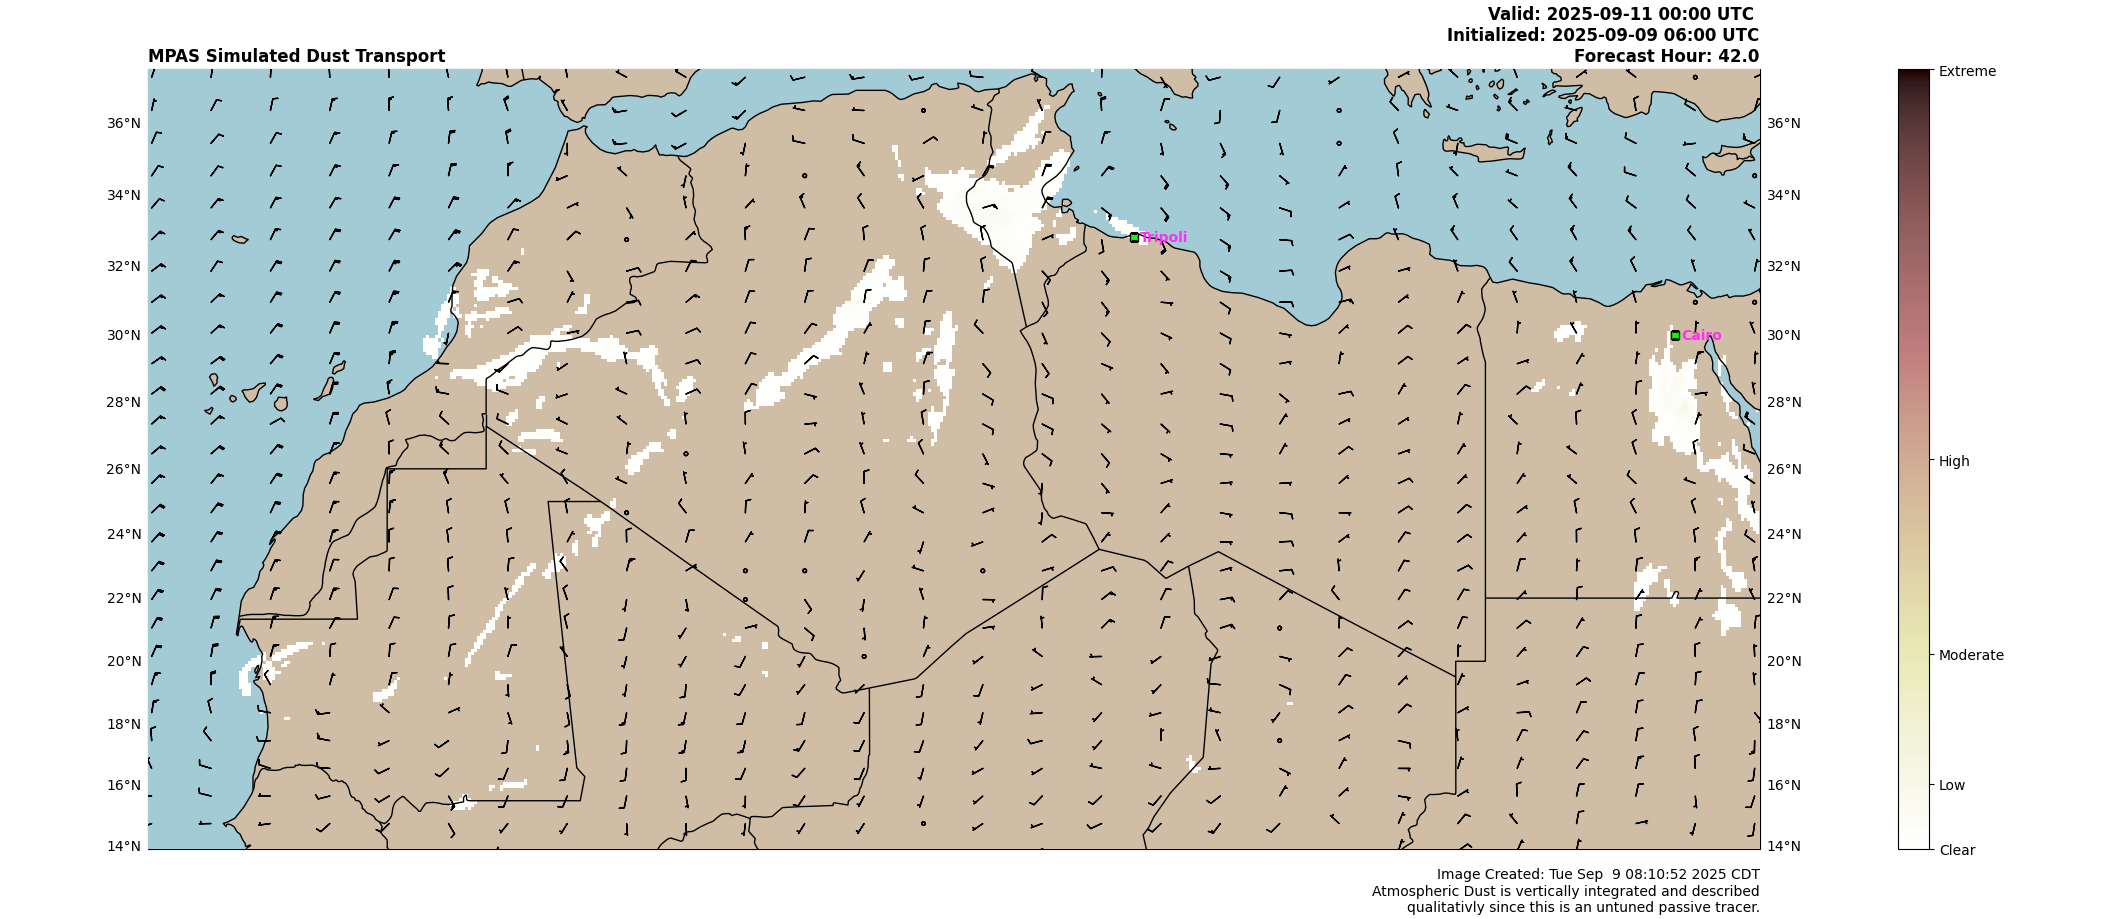 Valid: 2025-09-11 00:00 UTC
Initialized: 2025-09-09 06:00 UTC
MPAS Simulated Dust Transport
Forecast Hour: 42.0
Extreme
36°N
36°N
34°N
34°N
Tripoli
32°N
32°N
30°N
Cairo
30°N
28°N
28°N
26°N
26°N
High
24°N
24°N
22°N
22°N
20°N
20°N
Moderate
18°N
18°N
16°N
16°N
Low
14°N
14°N
Clear
Image Created: Tue Sep  9 08:10:52 2025 CDT
Atmospheric Dust is vertically integrated and described
qualitativly since this is an untuned passive tracer.